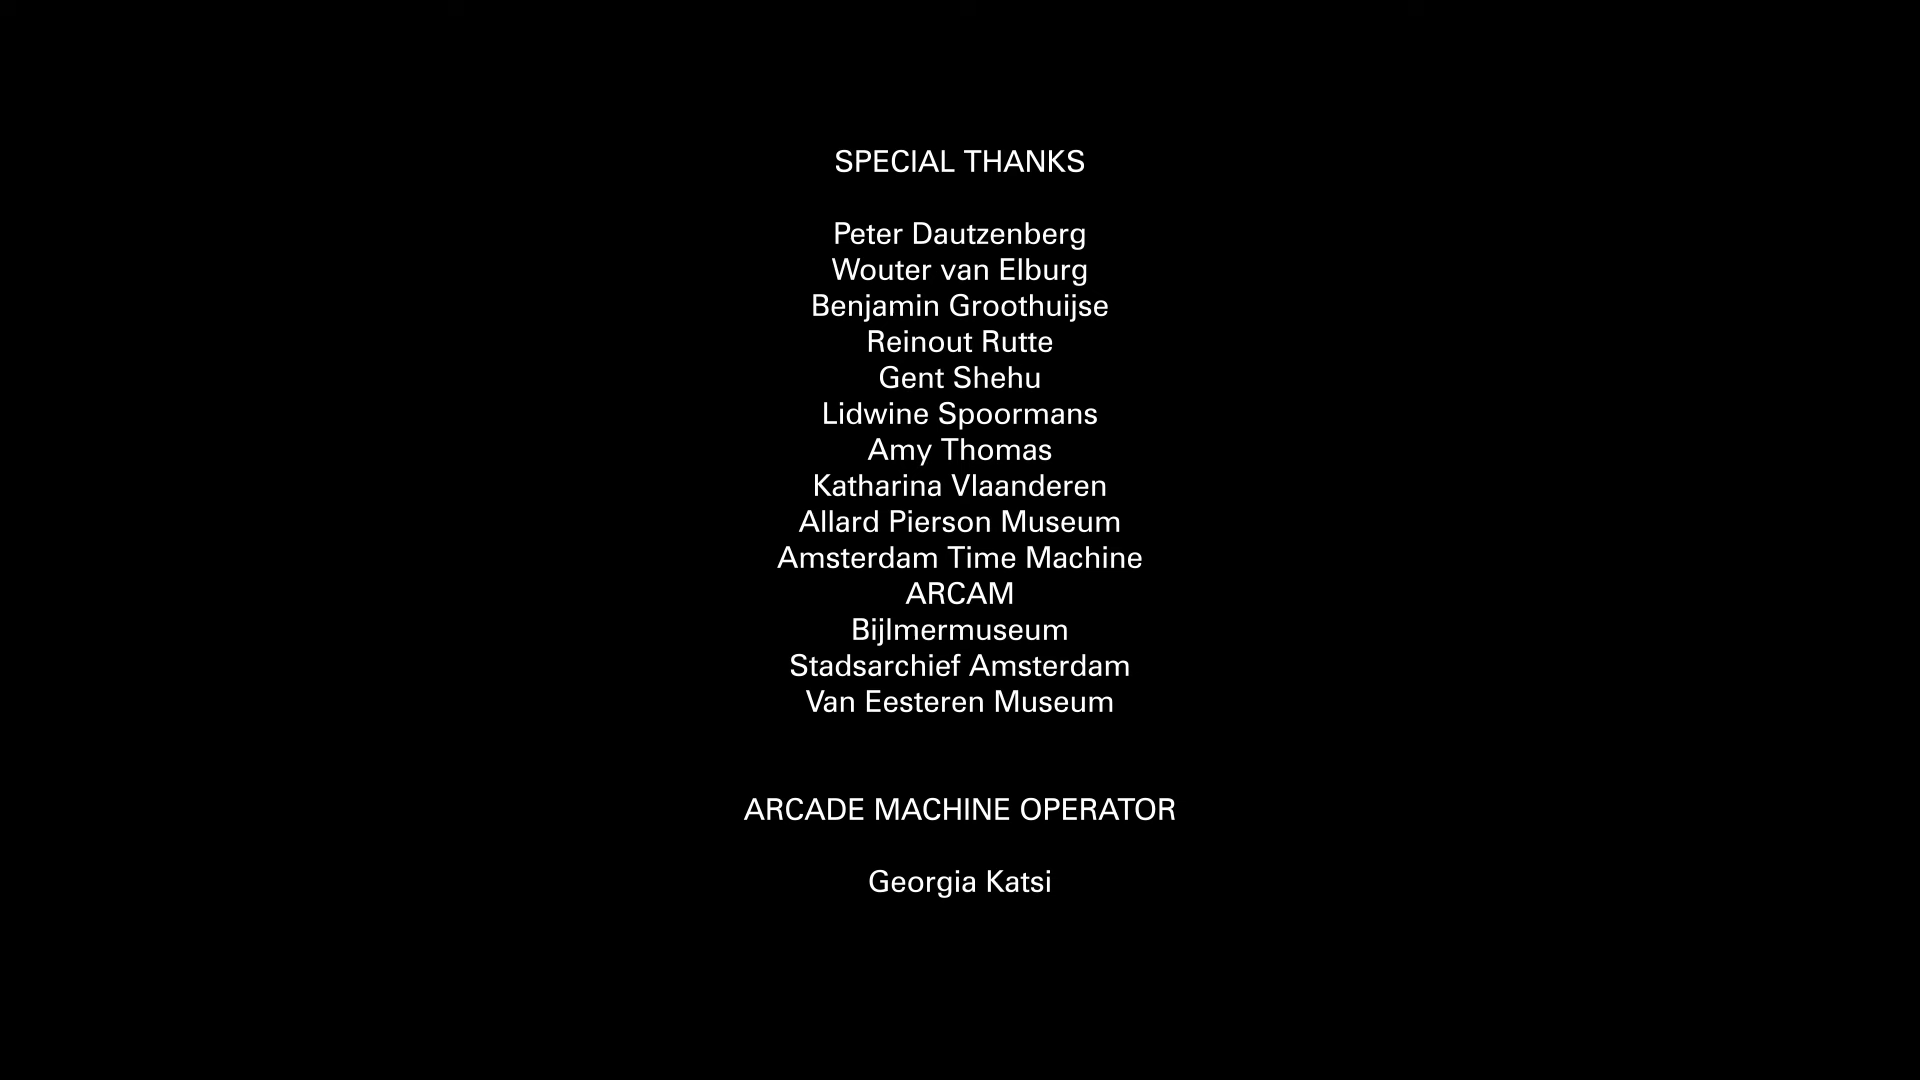 SPECIAL THANKS
Peter Dautzenberg
Wouter van Elburg
Benjamin Groothuijse
Reinout Rutte
Gent Shehu
Lidwine Spoormans
Amy Thomas
Katharina Vlaanderen
Allard Pierson Museum
Amsterdam Time Machine
ARCAM
Bijlmermuseum
Stadsarchief Amsterdam
Van Eesteren Museum
ARCADE MACHINE OPERATOR
Georgia Katsi